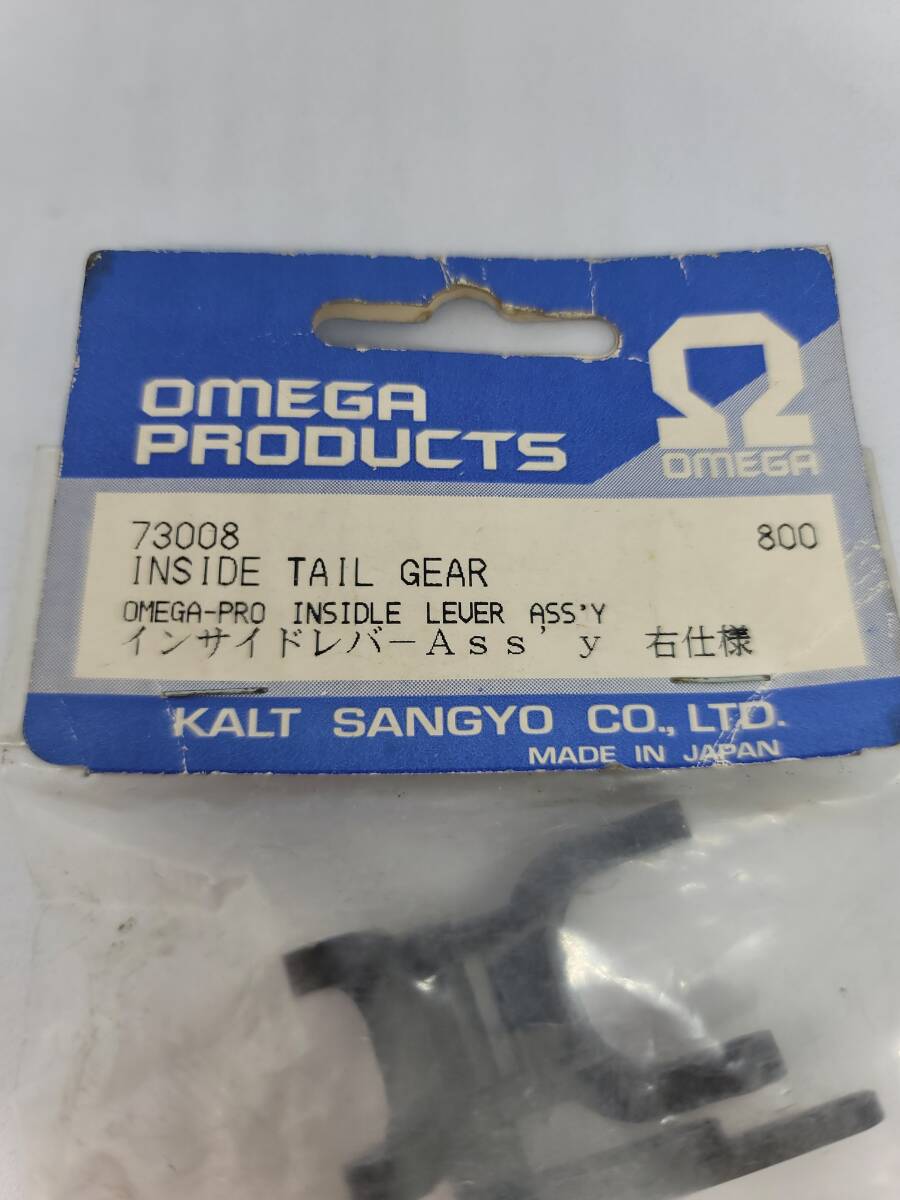 OMEGA
PRODUCTS
Ω
OMEGA
73008 800
INSIDE TAIL GEAR
OMEGA-PRO INSIDLE LEVER ASS'Y
インサイドレバーAss'y 右仕様
KALT SANGYO CO., LTD.
MADE IN JAPAN